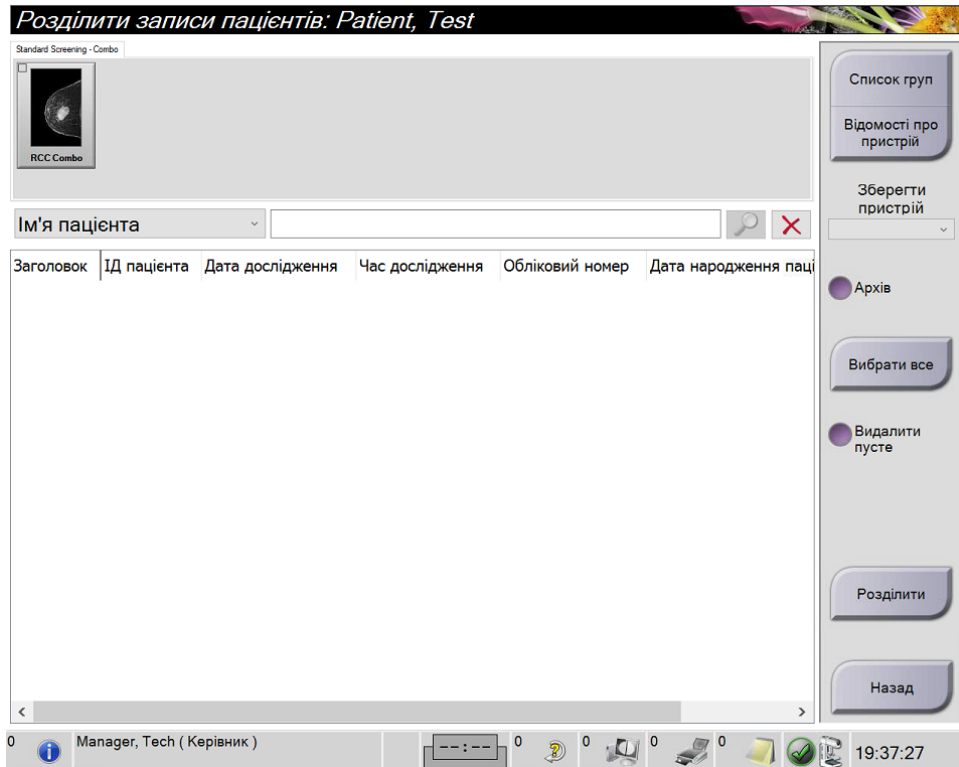 Розділити записи пацієнтів: Patient, Test
Standard Screening - Combo
RCC Combo
Список груп
Відомості про
пристрій
Зберегти
пристрій
Ім'я пацієнта
Заголовок ІД пацієнта Дата дослідження Час дослідження Обліковий номер Дата народження паці
Архів
Вибрати все
Видалити
пусте
Розділити
Назад
0 Manager, Tech ( Керівник ) --:-- 0 0 0 0 19:37:27